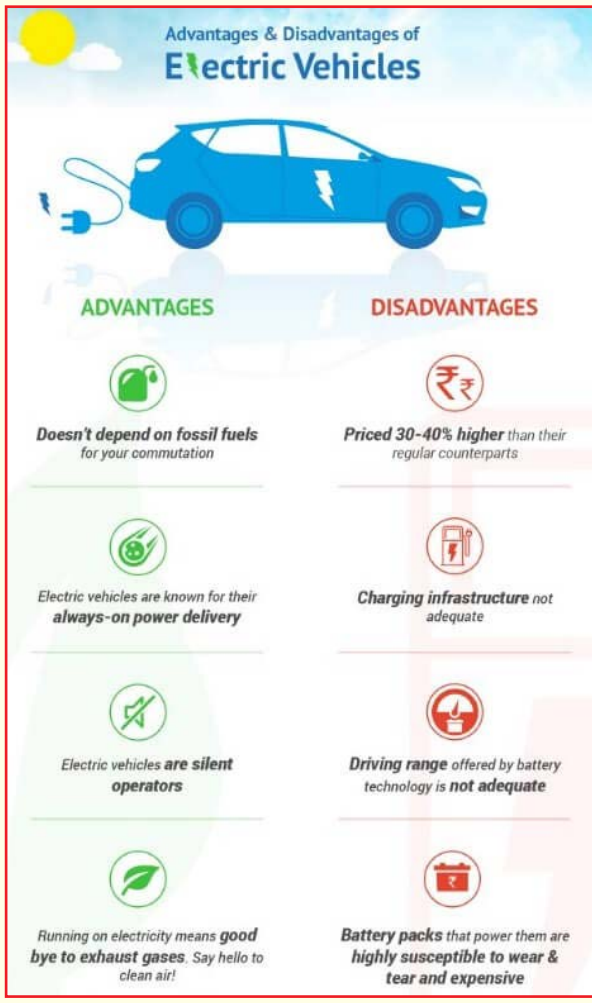 Advantages & Disadvantages of
Electric Vehicles
ADVANTAGES
Doesn't depend on fossil fuels
for your commutation
Electric vehicles are known for their
always-on power delivery
Electric vehicles are silent
operators
Running on electricity means good
bye to exhaust gases. Say hello to
clean air!
DISADVANTAGES
₹₹
Priced 30-40% higher than their
regular counterparts
Charging infrastructure not
adequate
Driving range offered by battery
technology is not adequate
₹
Battery packs that power them are
highly susceptible to wear &
tear and expensive